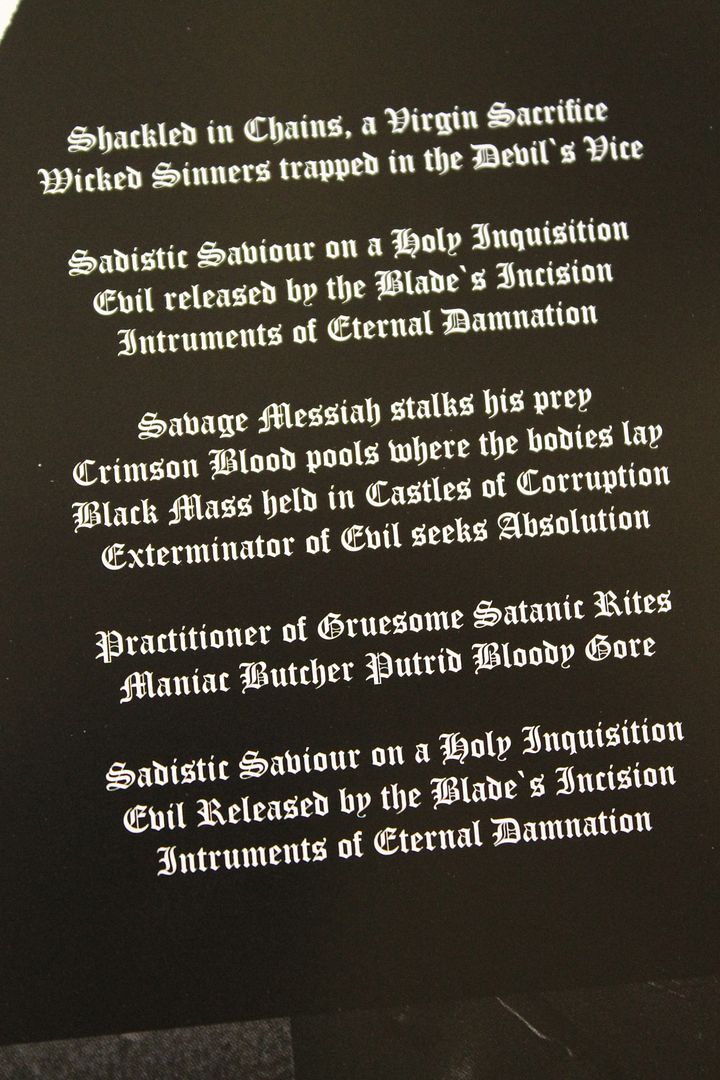 Shackled in Chains, a Virgin Sacrifice
Wicked Sinners trapped in the Devil`s Vice
Sadistic Saviour on a Holy Inquisition
Evil released by the Blade`s Incision
Intruments of Eternal Damnation
Savage Messiah stalks his prey
Crimson Blood pools where the bodies lay
Black Mass held in Castles of Corruption
Exterminator of Evil seeks Absolution
Practitioner of Gruesome Satanic Rites
Maniac Butcher Putrid Bloody Gore
Sadistic Saviour on a Holy Inquisition
Evil Released by the Blade`s Incision
Intruments of Eternal Damnation